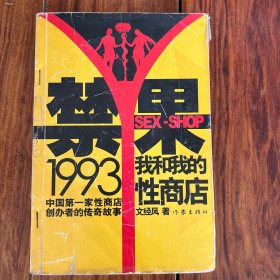 禁果
SEX-SHOP
1993
我和我的
性商店
中国第一家性商店
创办者的传奇故事
文经风 著
作家出版社